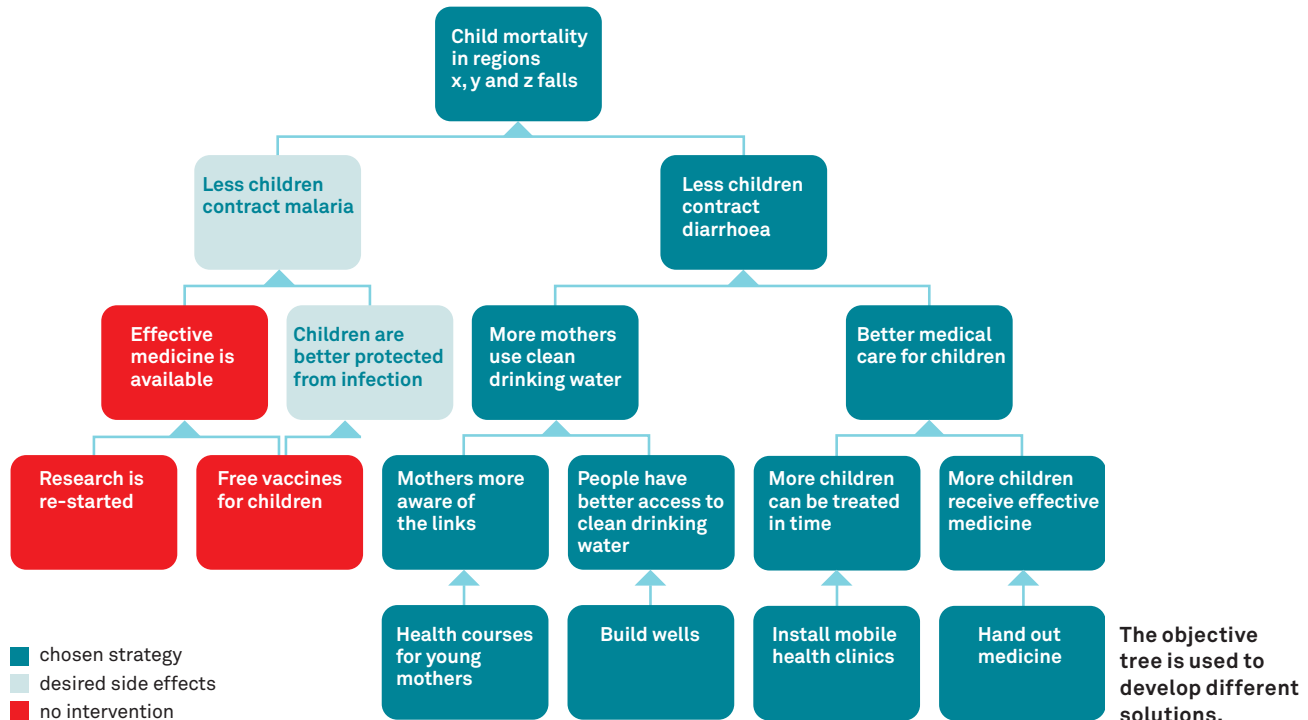 Child mortality
in regions
x, y and z falls
Less children
contract malaria
Less children
contract
diarrhoea
Effective
medicine is
available
Children are
better protected
from infection
More mothers
use clean
drinking water
Better medical
care for children
Research is
re-started
Free vaccines
for children
Mothers more
aware of
the links
People have
better access to
clean drinking
water
More children
can be treated
in time
More children
receive effective
medicine
Health courses
for young
mothers
Build wells
Install mobile
health clinics
Hand out
medicine
chosen strategy
desired side effects
no intervention
The objective
tree is used to
develop different
solutions.